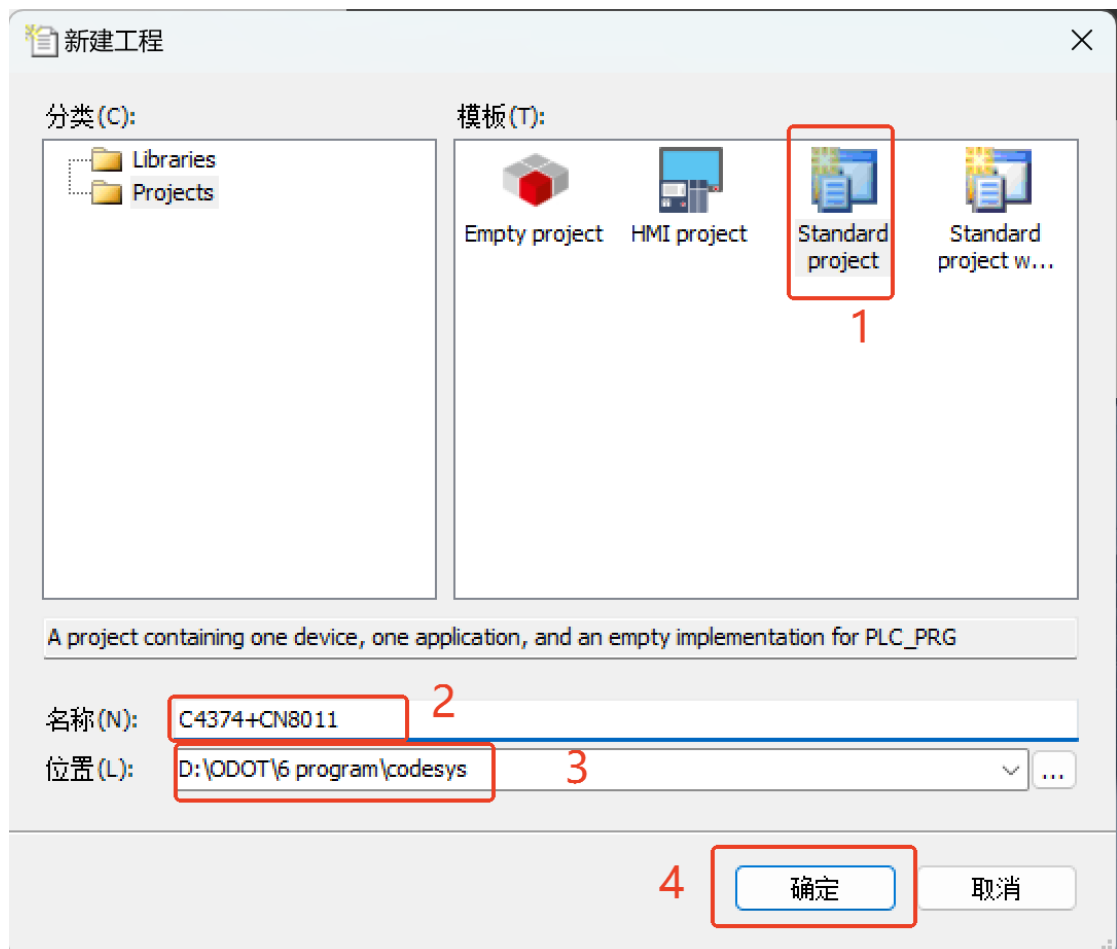 新建工程
分类(C):
模板(T):
Libraries
Projects
Empty project
HMI project
Standard
project
Standard
project w...
1
A project containing one device, one application, and an empty implementation for PLC_PRG
名称(N):
C4374+CN8011
2
位置(L):
D:\ODOT\6 program\codesys
3
...
4
确定
取消